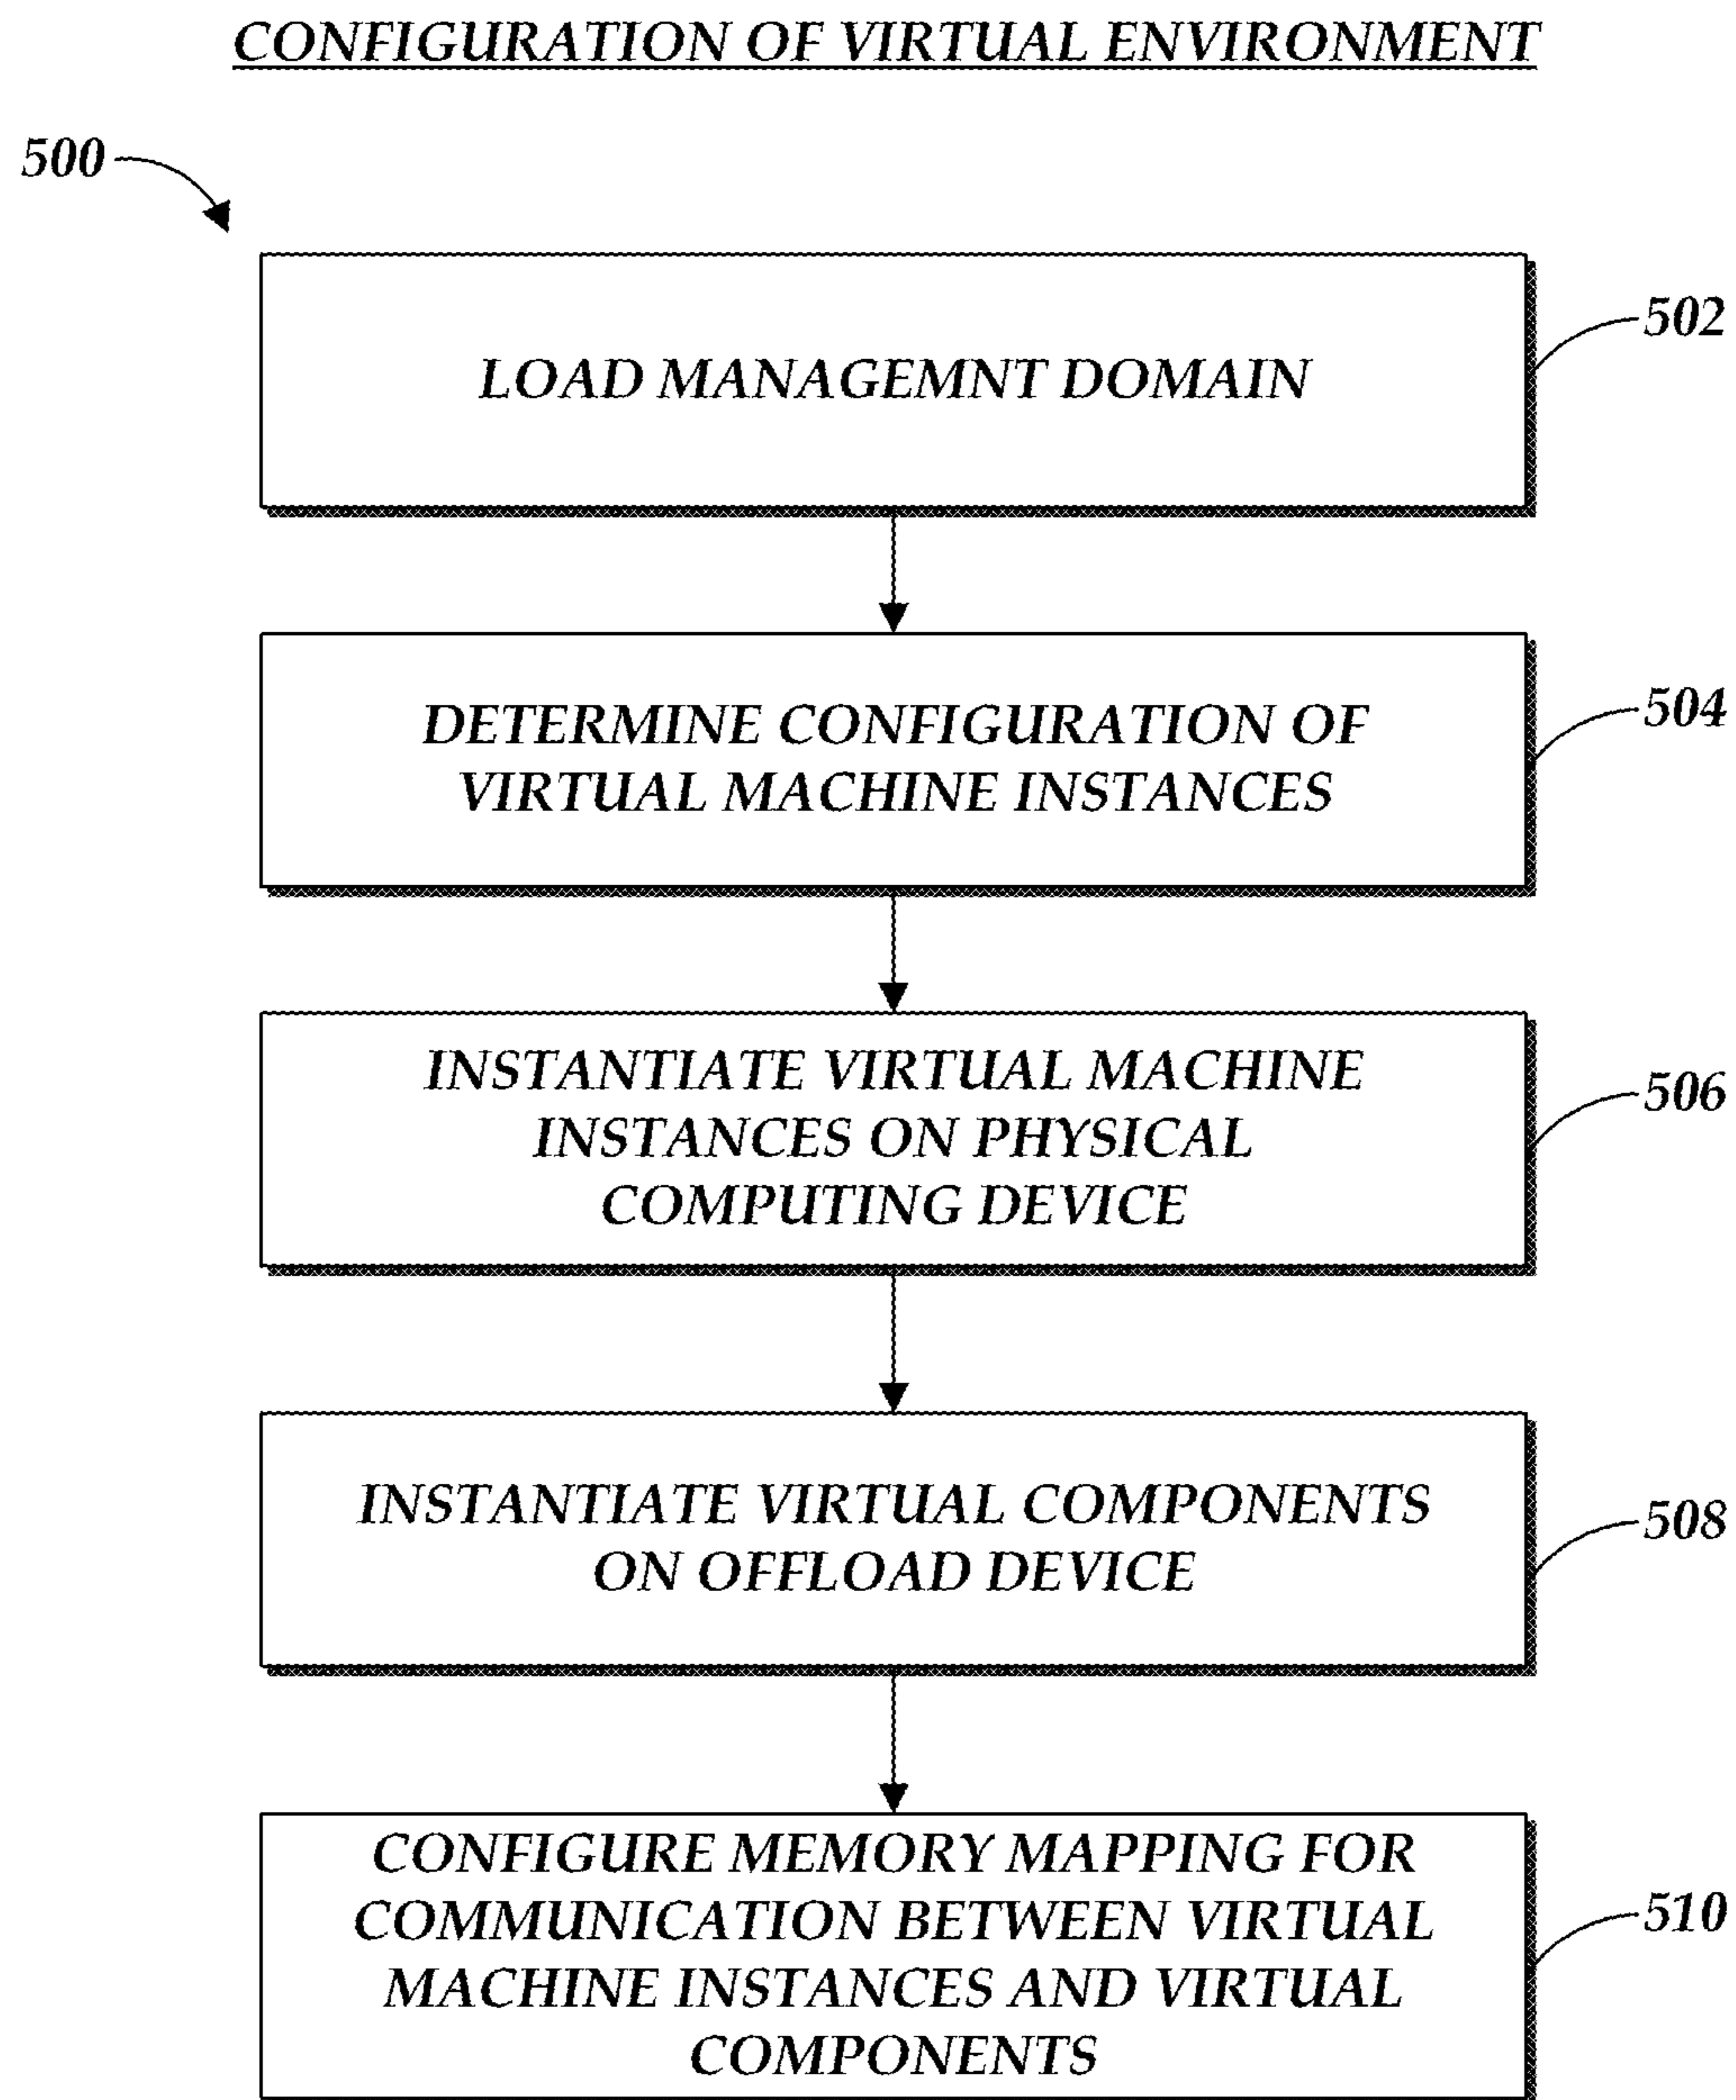 CONFIGURATION OF VIRTUAL ENVIRONMENT
500
LOAD MANAGEMNT DOMAIN
502
DETERMINE CONFIGURATION OF
VIRTUAL MACHINE INSTANCES
504
INSTANTIATE VIRTUAL MACHINE
INSTANCES ON PHYSICAL
COMPUTING DEVICE
506
INSTANTIATE VIRTUAL COMPONENTS
ON OFFLOAD DEVICE
508
CONFIGURE MEMORY MAPPING FOR
COMMUNICATION BETWEEN VIRTUAL
MACHINE INSTANCES AND VIRTUAL
COMPONENTS
510